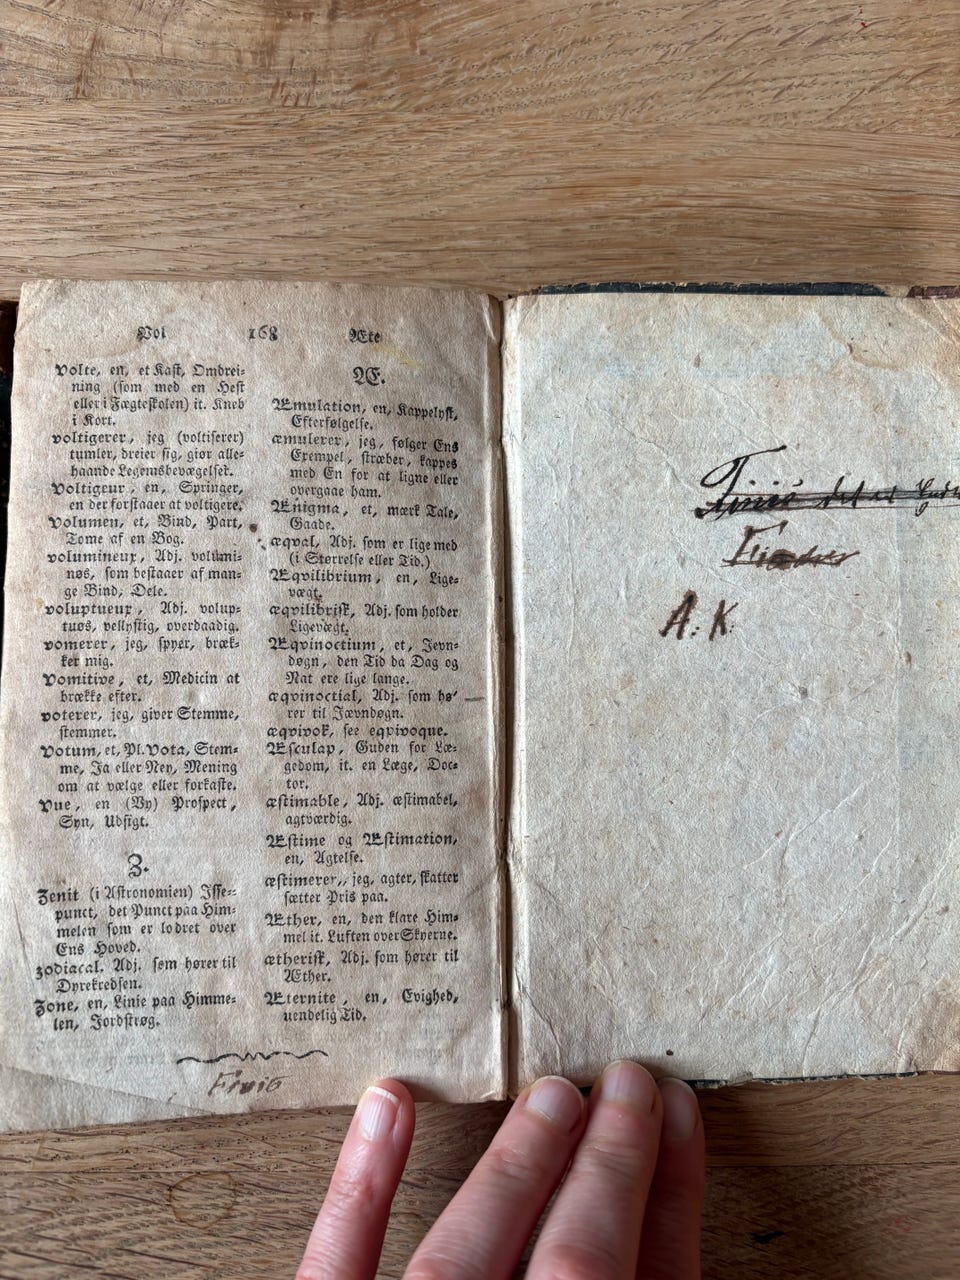 Vol 168 Æte
Volte, en, et Kast, Omdrei-
ning (som med en Hest
eller i Fægteskolen) it. Kneb
i Kort.
voltigerer, jeg (voltiserer)
tumler, dreier sig, giør alle-
haande Legemsbevægelser.
Voltigeur, en, Springer,
en der forstaaer at voltigere.
Volumen, et, Bind, Part,
Tome af en Bog.
volumineux, Adj. volumi-
nøs, som bestaaer af man-
ge Bind, Dele.
voluptueux, Adj. volup-
tuøs, vellystig, overdaadig.
vomerer, jeg, spyer, bræk-
ker mig.
Vomitive, et, Medicin at
brække efter.
voterer, jeg, giver Stemme,
stemmer.
Votum, et, Pl. Vota, Stem-
me, Ja eller Ney, Mening
om at vælge eller forkaste.
Vue, en (Vy) Prospect,
Syn, Udsigt.
Z.
Zenit (i Astronomien) Isse-
punct, det Punct paa Him-
melen som er lodret over
Ens Hoved.
zodiacal. Adj. som hører til
Dyrekredsen.
Zone, en, Linie paa Himme-
len, Jordstrøg.
Æ.
Æmulation, en, Kappelyst,
Efterfølgelse.
æmulerer, jeg, følger Ens
Exempel, stræber, kappes
med En for at ligne eller
overgaae ham.
Ænigma, et, mørk Tale,
Gaade.
æqval, Adj. som er lige med
(i Størrelse eller Tid.)
Æqvilibrium, en, Lige-
vægt.
æqvilibrisk, Adj. som holder
Ligevægt.
Æqvinoctium, et, Jevn-
døgn, den Tid da Dag og
Nat ere lige lange.
æqvinoctial, Adj. som hø-
rer til Jævndøgn.
æqvivok, see eqvivoque.
Æsculap, Guden for Læ-
gedom, it. en Læge, Doc-
tor.
æstimable, Adj. æstimabel,
agtværdig.
Æstime og Æstimation,
en, Agtelse.
æstimerer,, jeg, agter, skatter
sætter Pris paa.
Æther, en, den klare Him-
mel it. Luften over Skyerne.
ætherisk, Adj. som hører til
Æther.
Æternite, en, Evighed,
uendelig Tid.
Finis
Finis det er
A. K.